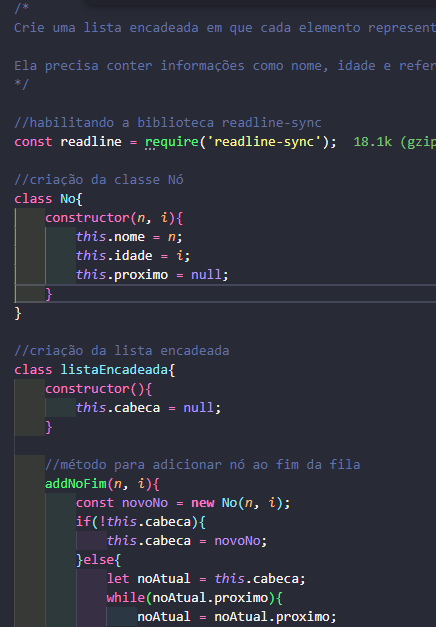 /*
Crie uma lista encadeada em que cada elemento represent
Ela precisa conter informações como nome, idade e refer
*/
//habilitando a biblioteca readline-sync
const readline = require('readline-sync'); 18.1k (gzip
//criação da classe Nó
class No{
constructor(n, i){
this.nome = n;
this.idade = i;
this.proximo = null;
}
}
//criação da lista encadeada
class listaEncadeada{
constructor(){
this.cabeca = null;
}
//método para adicionar nó ao fim da fila
addNoFim(n, i){
const novoNo = new No(n, i);
if(!this.cabeca){
this.cabeca = novoNo;
}else{
let noAtual = this.cabeca;
while(noAtual.proximo){
noAtual = noAtual.proximo;